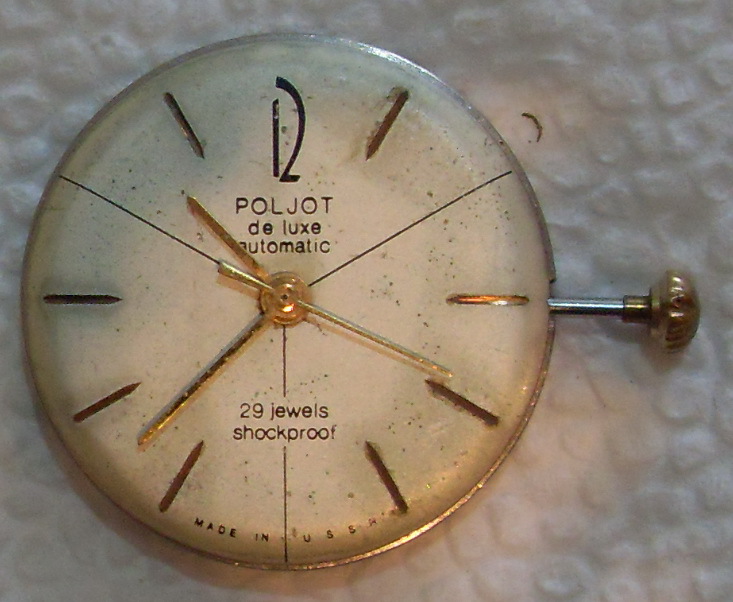 12
POLJOT
de luxe
automatic
29 jewels
shockproof
MADE IN USSR